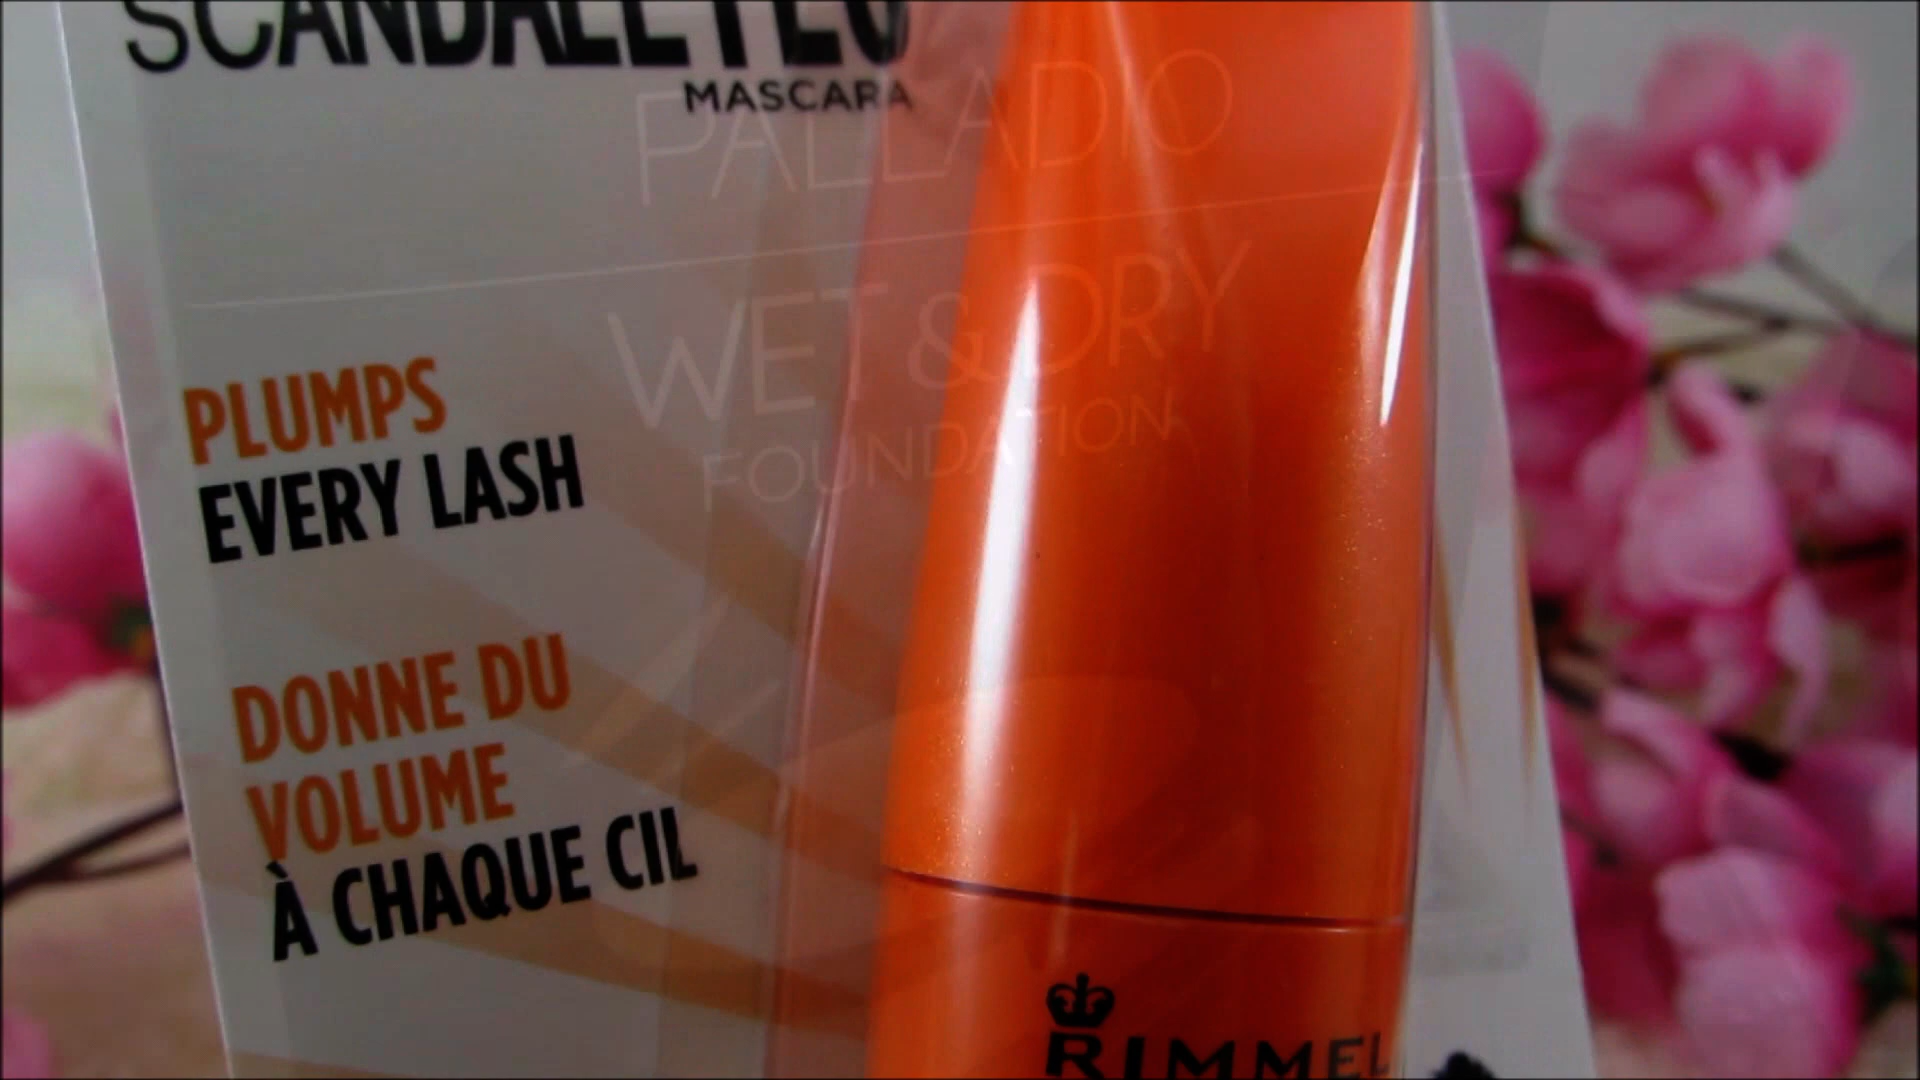 SCANDALEYES
MASCARA
PALLADIO
WET & DRY
FOUNDATION
PLUMPS
EVERY LASH
DONNE DU
VOLUME
À CHAQUE CIL
RIMMEL